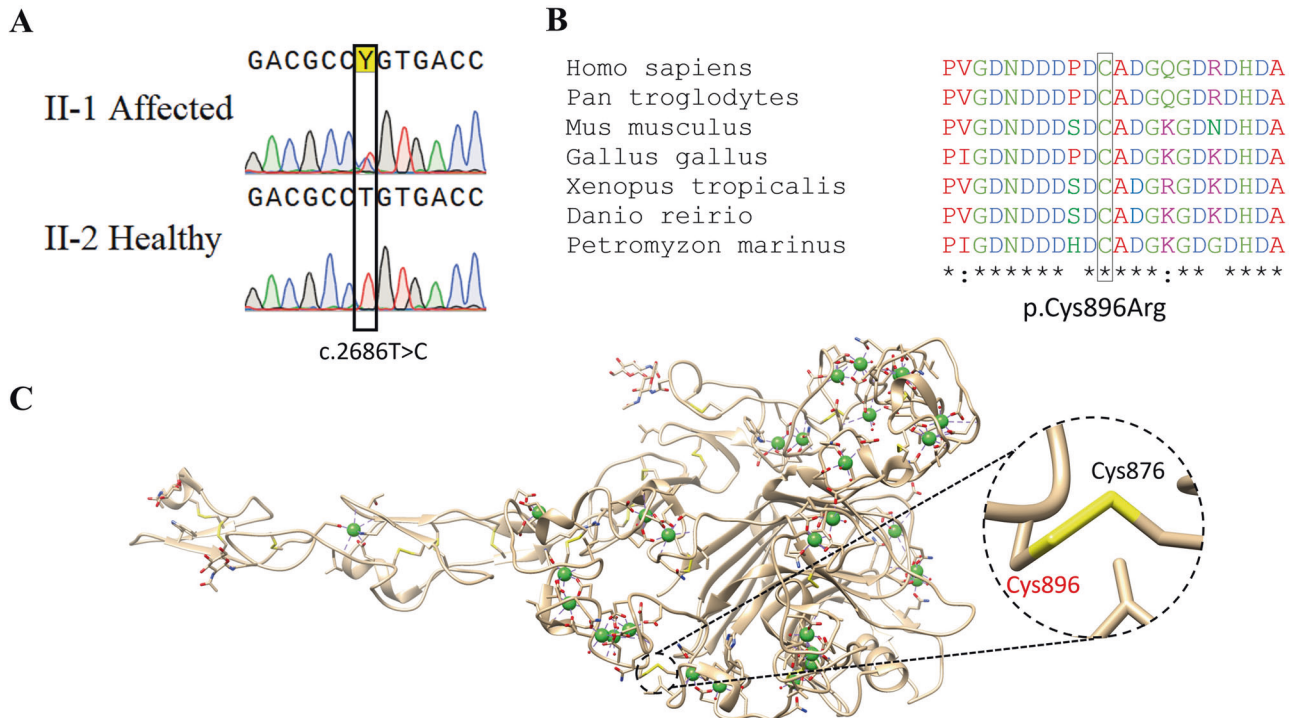 A
GACGCCYGTGACC
II-1 Affected
GACGCCTGTGACC
II-2 Healthy
c.2686T>C
B
Homo sapiens PVGDNDDDPDCADGQGDRDHDA
Pan troglodytes PVGDNDDDPDCADGQGDRDHDA
Mus musculus PVGDNDDDSDCADGKGDNDHDA
Gallus gallus PIGDNDDDPDCADGKGDKDHDA
Xenopus tropicalis PVGDNDDDSDCADGRGDKDHDA
Danio reirio PVGDNDDDSDCADGKGDKDHDA
Petromyzon marinus PIGDNDDDHDCADGKGDGDHDA
*:****** *****:** ****
p.Cys896Arg
C
Cys876
Cys896